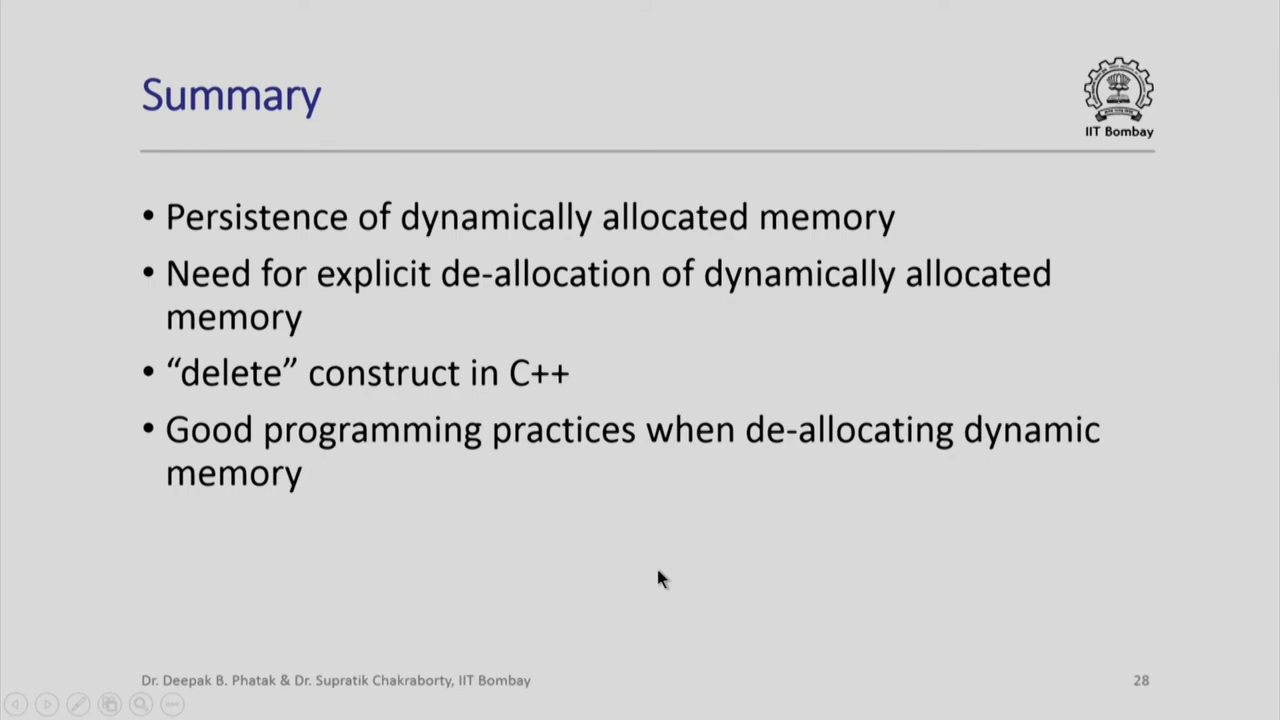 Summary
IIT Bombay
• Persistence of dynamically allocated memory
• Need for explicit de-allocation of dynamically allocated
memory
• “delete” construct in C++
• Good programming practices when de-allocating dynamic
memory
Dr. Deepak B. Phatak & Dr. Supratik Chakraborty, IIT Bombay
28